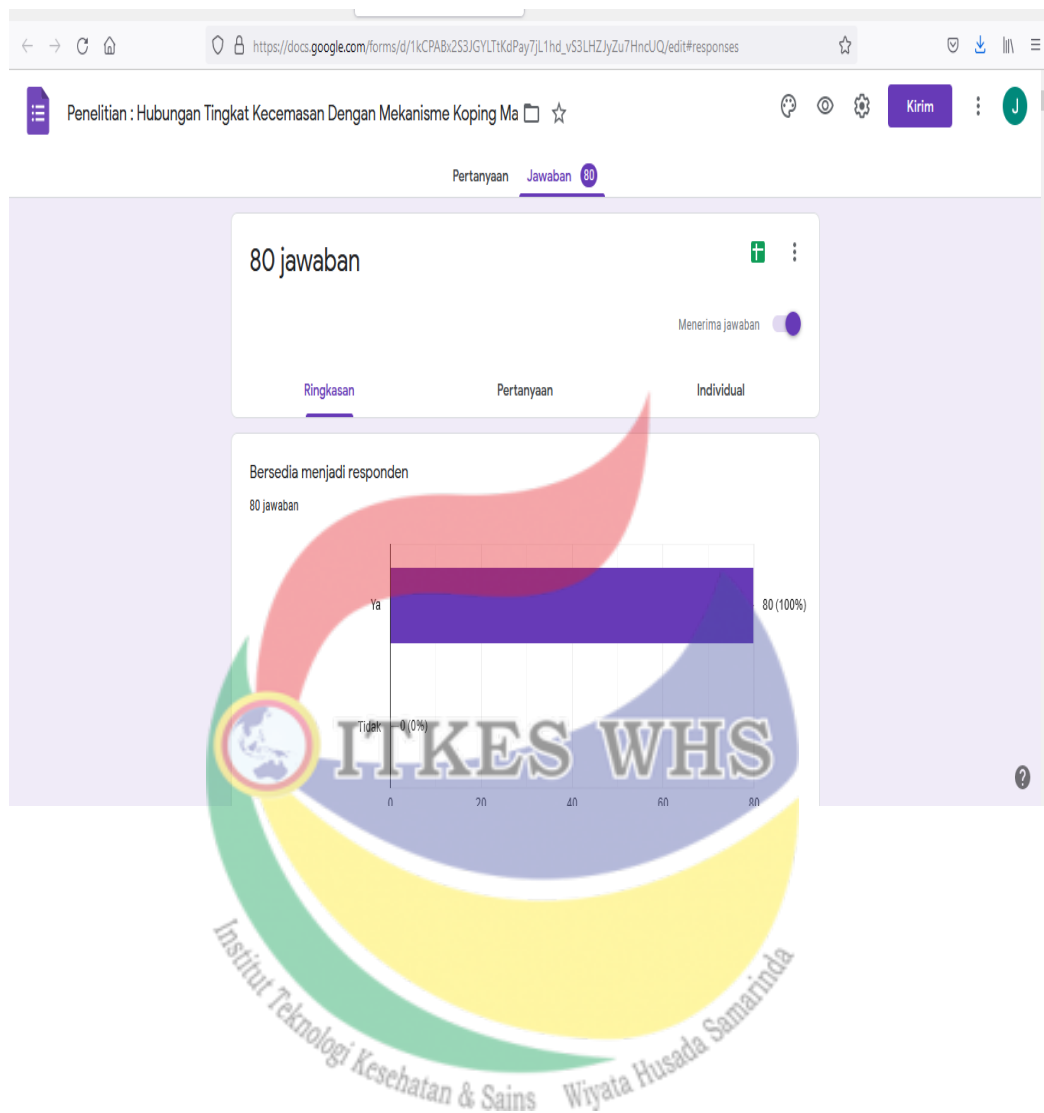 https://docs.google.com/forms/d/1kCPABx2S3JGYLTtKdPay7jL1hd_vS3LHZJyZu7HncUQ/edit#responses
Penelitian : Hubungan Tingkat Kecemasan Dengan Mekanisme Koping Ma
Kirim
J
Pertanyaan Jawaban 80
80 jawaban
Menerima jawaban
Ringkasan Pertanyaan Individual
Bersedia menjadi responden
80 jawaban
Ya 80 (100%)
Tidak 0 (0%)
ITKES WHS
0 20 40 60 80
Institut Teknologi Kesehatan & Sains Wiyata Husada Samarinda